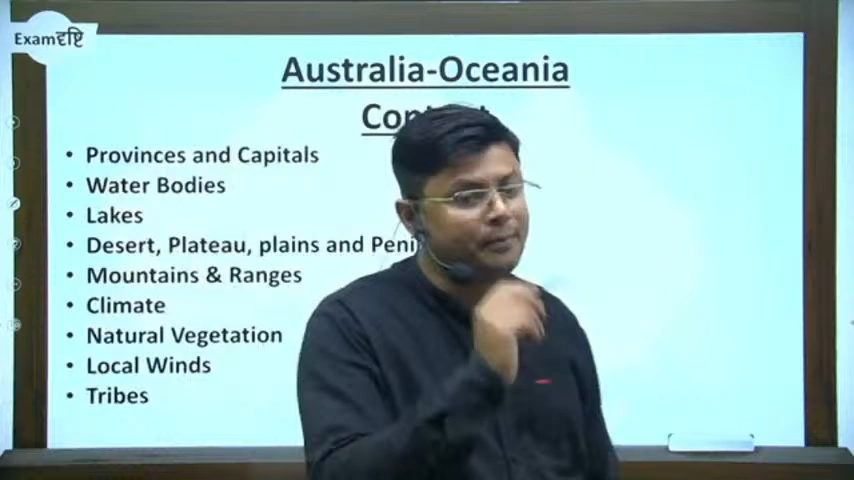 Examदृष्टि
Australia-Oceania
• Provinces and Capitals
• Water Bodies
• Lakes
• Desert, Plateau, plains and
• Mountains & Ranges
• Climate
• Natural Vegetation
• Local Winds
• Tribes